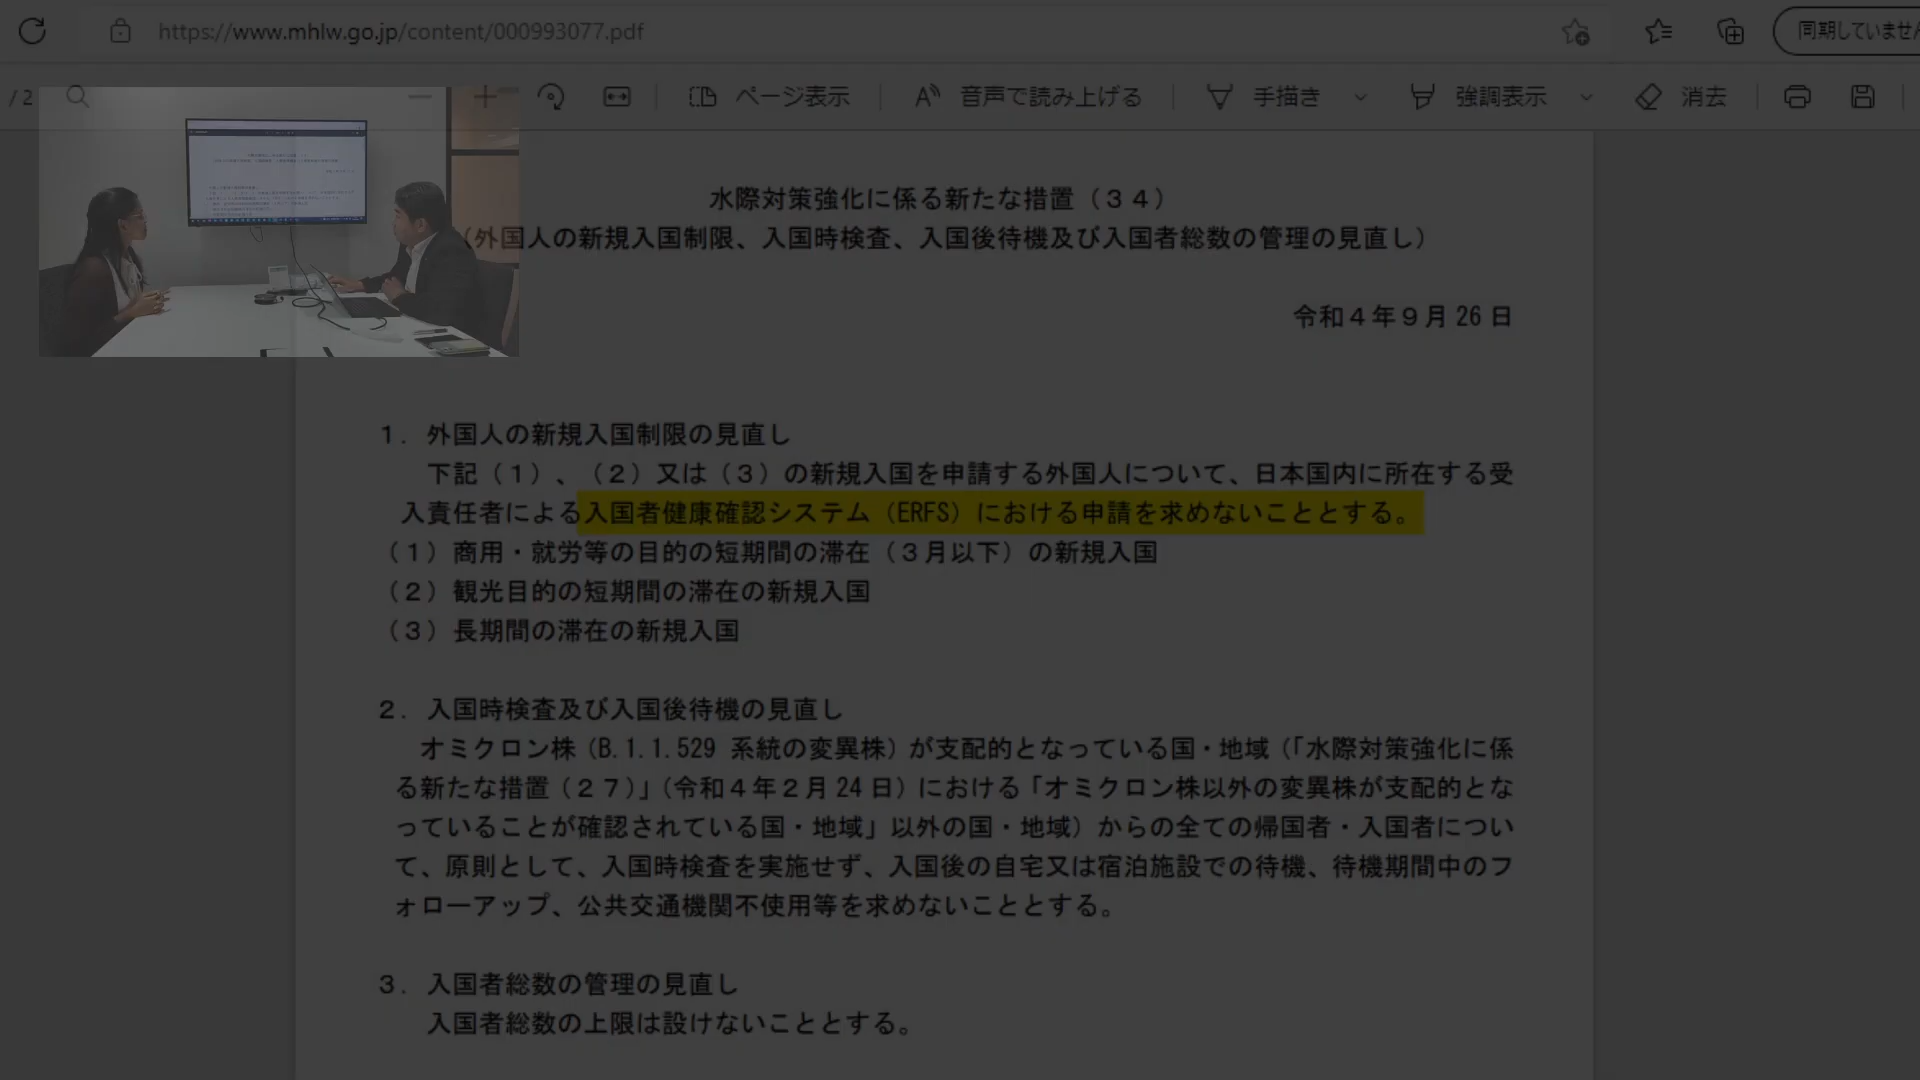 https://www.mhlw.go.jp/content/000993077.pdf
同期していませ
/ 2
ページ表示
音声で読み上げる
手描き
強調表示
消去
水際対策強化に係る新たな措置（３４）
（外国人の新規入国制限、入国時検査、入国後待機及び入国者総数の管理の見直し）
令和４年９月 26 日
１．外国人の新規入国制限の見直し
下記（１）、（２）又は（３）の新規入国を申請する外国人について、日本国内に所在する受
入責任者による入国者健康確認システム（ERFS）における申請を求めないこととする。
（１）商用・就労等の目的の短期間の滞在（３月以下）の新規入国
（２）観光目的の短期間の滞在の新規入国
（３）長期間の滞在の新規入国
２．入国時検査及び入国後待機の見直し
オミクロン株（B.1.1.529 系統の変異株）が支配的となっている国・地域（「水際対策強化に係
る新たな措置（２７）」（令和４年２月 24 日）における「オミクロン株以外の変異株が支配的とな
っていることが確認されている国・地域」以外の国・地域）からの全ての帰国者・入国者につい
て、原則として、入国時検査を実施せず、入国後の自宅又は宿泊施設での待機、待機期間中のフ
ォローアップ、公共交通機関不使用等を求めないこととする。
３．入国者総数の管理の見直し
入国者総数の上限は設けないこととする。